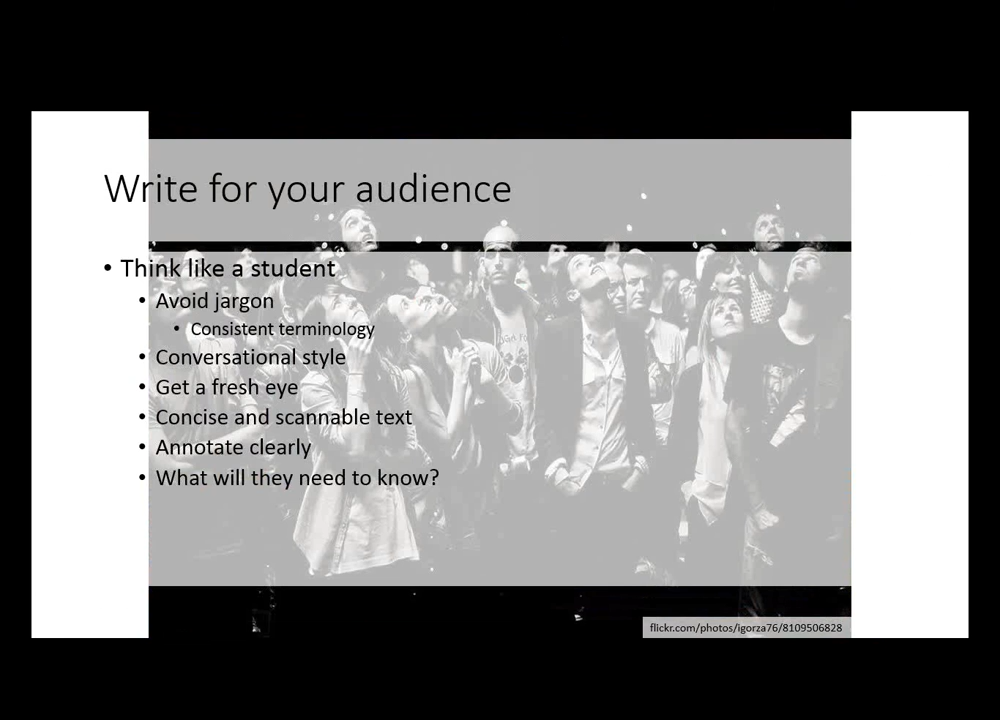 Write for your audience
• Think like a student
• Avoid jargon
• Consistent terminology
• Conversational style
• Get a fresh eye
• Concise and scannable text
• Annotate clearly
• What will they need to know?
flickr.com/photos/igorza76/8109506828